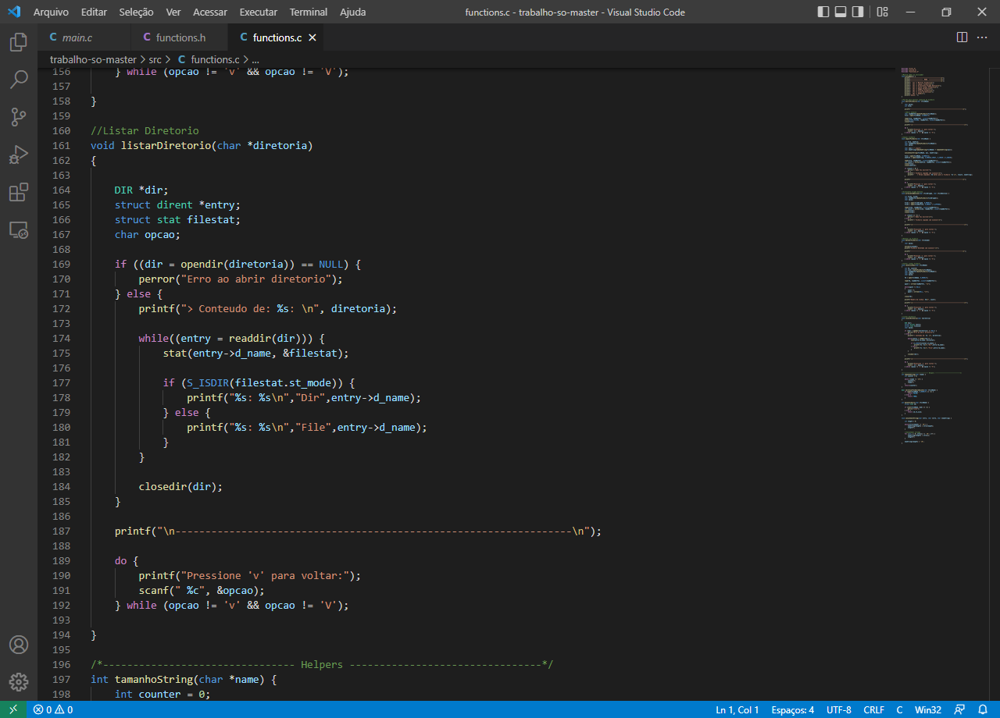 Arquivo Editar Seleção Ver Acessar Executar Terminal Ajuda functions.c - trabalho-so-master - Visual Studio Code
C main.c C functions.h C functions.c
trabalho-so-master > src > C functions.c > ...
156 } while (opcao != 'v' && opcao != 'V');
157
158 }
159
160 //Listar Diretorio
161 void listarDiretorio(char *diretoria)
162 {
163
164 DIR *dir;
165 struct dirent *entry;
166 struct stat filestat;
167 char opcao;
168
169 if ((dir = opendir(diretoria)) == NULL) {
170 perror("Erro ao abrir diretorio");
171 } else {
172 printf("> Conteudo de: %s: \n", diretoria);
173
174 while((entry = readdir(dir))) {
175 stat(entry->d_name, &filestat);
176
177 if (S_ISDIR(filestat.st_mode)) {
178 printf("%s: %s\n","Dir",entry->d_name);
179 } else {
180 printf("%s: %s\n","File",entry->d_name);
181 }
182 }
183
184 closedir(dir);
185 }
186
187 printf("\n------------------------------------------------------------------\n");
188
189 do {
190 printf("Pressione 'v' para voltar:");
191 scanf(" %c", &opcao);
192 } while (opcao != 'v' && opcao != 'V');
193
194 }
195
196 /*-------------------------------- Helpers --------------------------------*/
197 int tamanhoString(char *name) {
198 int counter = 0;
0 0 Ln 1, Col 1 Espaços: 4 UTF-8 CRLF C Win32